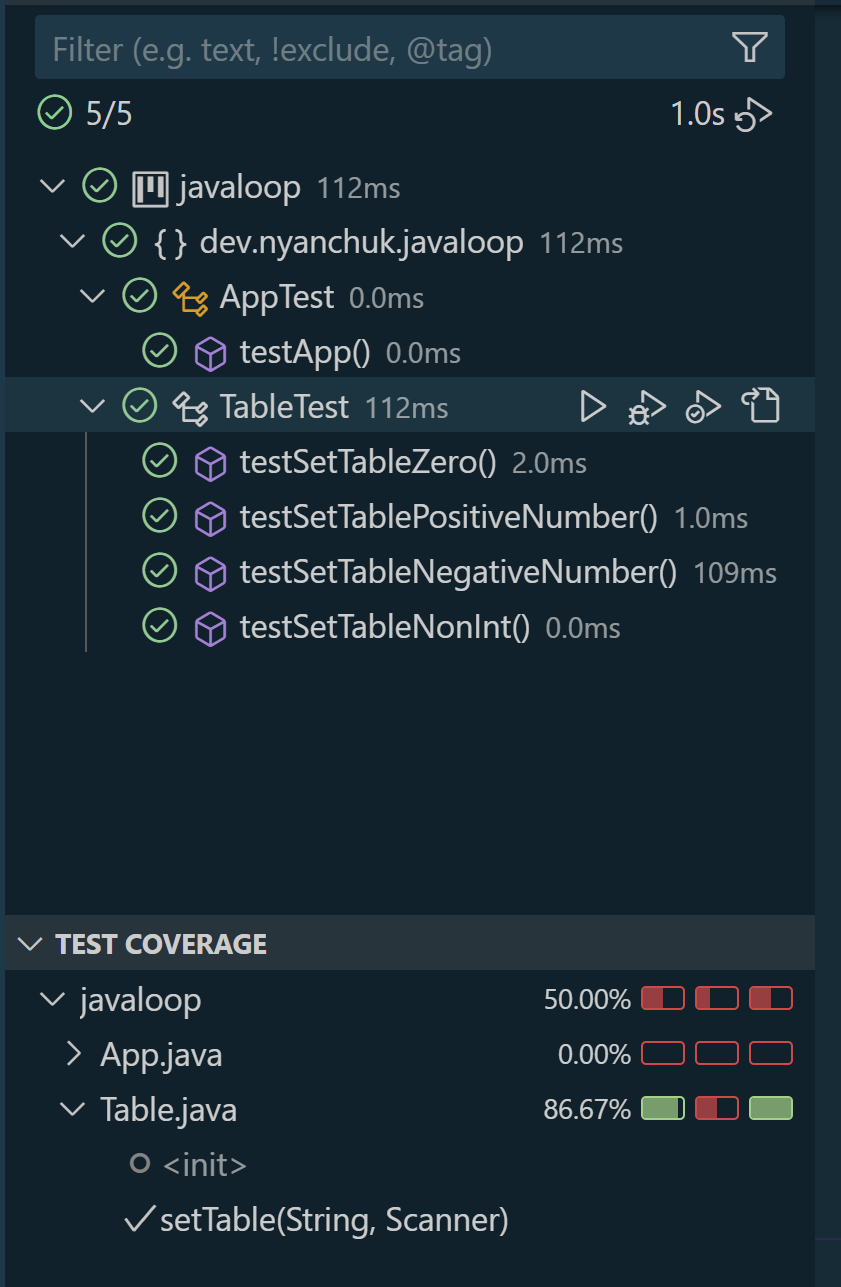 Filter (e.g. text, !exclude, @tag)
5/5 1.0s
javaloop 112ms
{ } dev.nyanchuk.javaloop 112ms
AppTest 0.0ms
testApp() 0.0ms
TableTest 112ms
testSetTableZero() 2.0ms
testSetTablePositiveNumber() 1.0ms
testSetTableNegativeNumber() 109ms
testSetTableNonInt() 0.0ms
TEST COVERAGE
javaloop 50.00%
App.java 0.00%
Table.java 86.67%
<init>
setTable(String, Scanner)